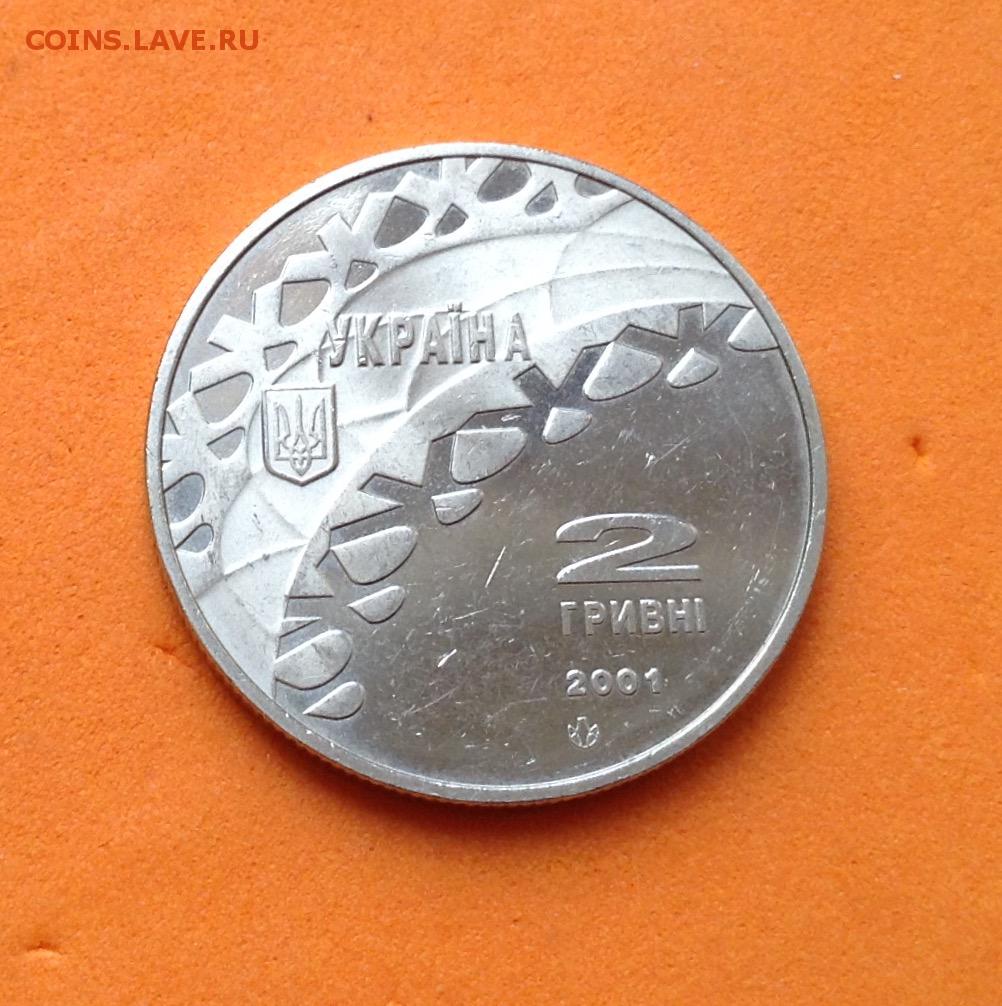 COINS.LAVE.RU
УКРАЇНА
2
ГРИВНІ
2001